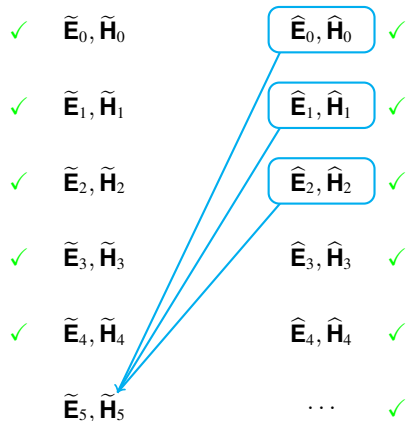 ✓ Ẽ₀, H̃₀ Ê₀, Ĥ₀ ✓
✓ Ẽ₁, H̃₁ Ê₁, Ĥ₁ ✓
✓ Ẽ₂, H̃₂ Ê₂, Ĥ₂ ✓
✓ Ẽ₃, H̃₃ Ê₃, Ĥ₃ ✓
✓ Ẽ₄, H̃₄ Ê₄, Ĥ₄ ✓
Ẽ₅, H̃₅ ⋯ ✓